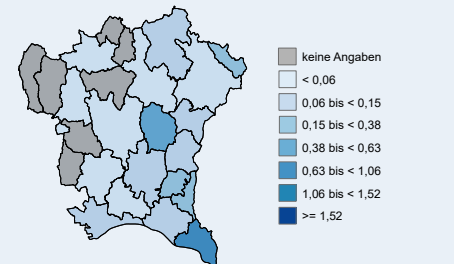 keine Angaben
< 0,06
0,06 bis < 0,15
0,15 bis < 0,38
0,38 bis < 0,63
0,63 bis < 1,06
1,06 bis < 1,52
>= 1,52